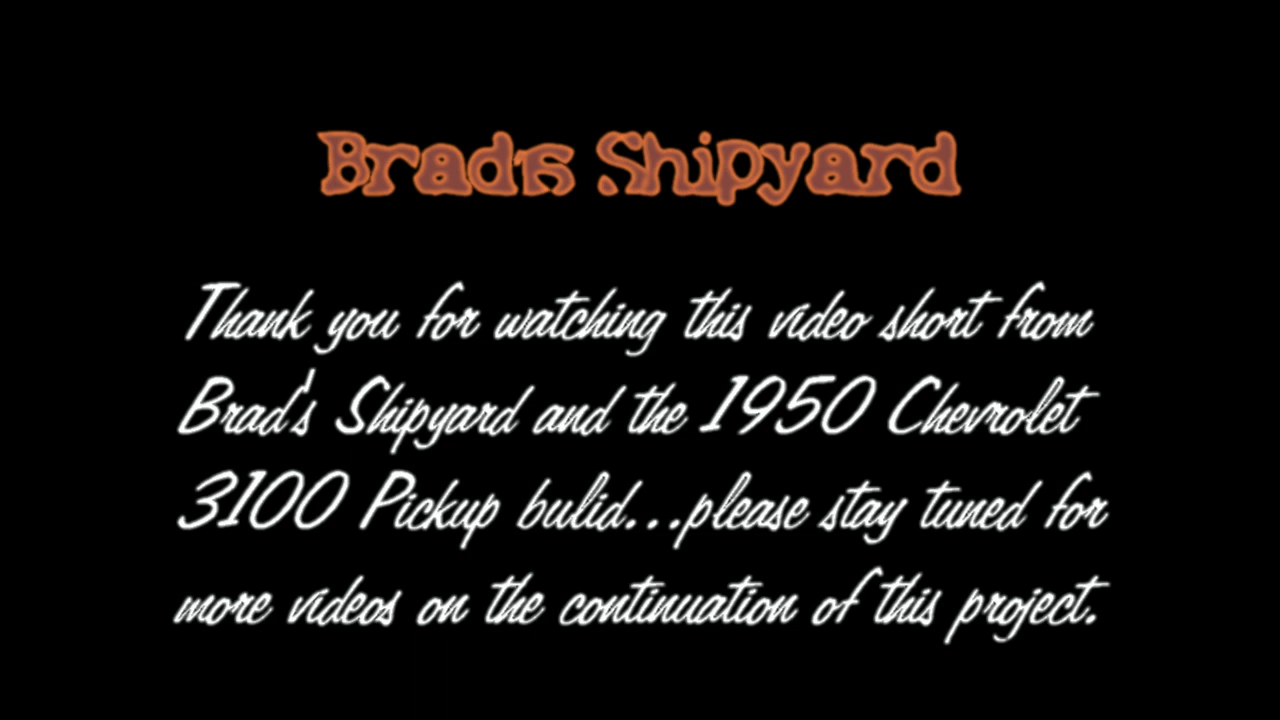 Brad's Shipyard
Thank you for watching this video short from
Brad's Shipyard and the 1950 Chevrolet
3100 Pickup bulid...please stay tuned for
more videos on the continuation of this project.